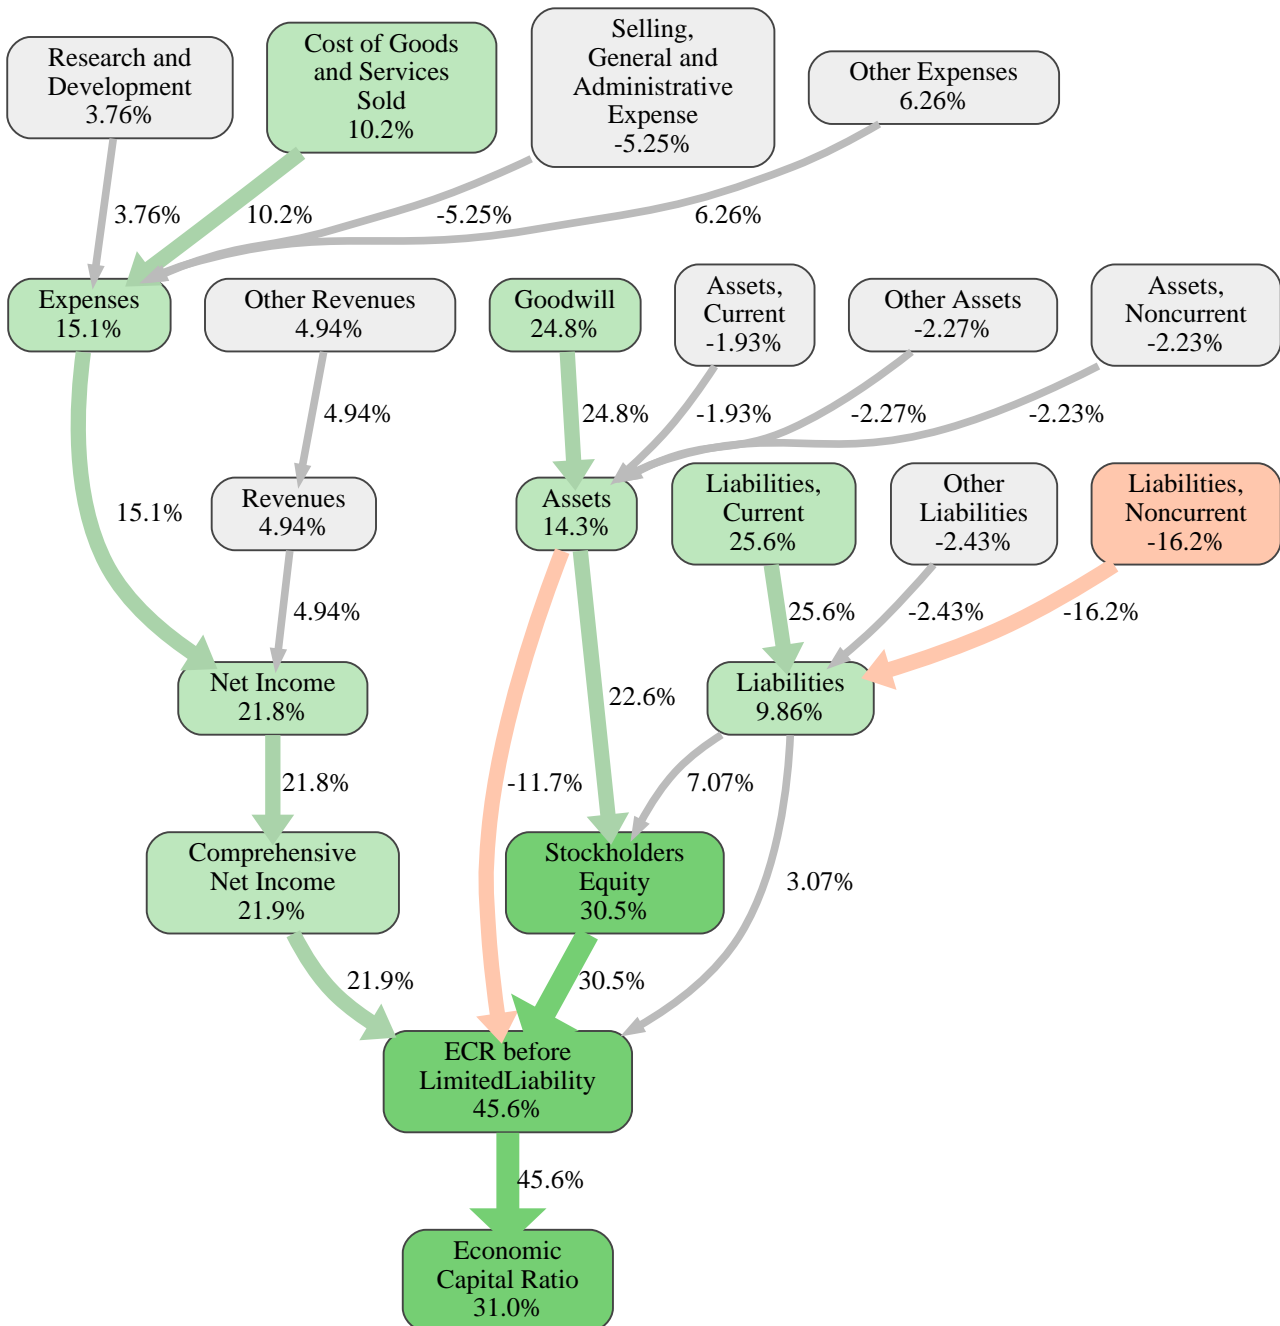 Research and
Development
3.76%
Cost of Goods
and Services
Sold
10.2%
Selling,
General and
Administrative
Expense
-5.25%
Other Expenses
6.26%
3.76%
10.2%
-5.25%
6.26%
Expenses
15.1%
Other Revenues
4.94%
Goodwill
24.8%
Assets,
Current
-1.93%
Other Assets
-2.27%
Assets,
Noncurrent
-2.23%
4.94%
24.8%
-1.93%
-2.27%
-2.23%
15.1%
Revenues
4.94%
Assets
14.3%
Liabilities,
Current
25.6%
Other
Liabilities
-2.43%
Liabilities,
Noncurrent
-16.2%
4.94%
25.6%
-2.43%
-16.2%
Net Income
21.8%
22.6%
Liabilities
9.86%
21.8%
-11.7%
7.07%
Comprehensive
Net Income
21.9%
Stockholders
Equity
30.5%
3.07%
21.9%
30.5%
ECR before
LimitedLiability
45.6%
45.6%
Economic
Capital Ratio
31.0%